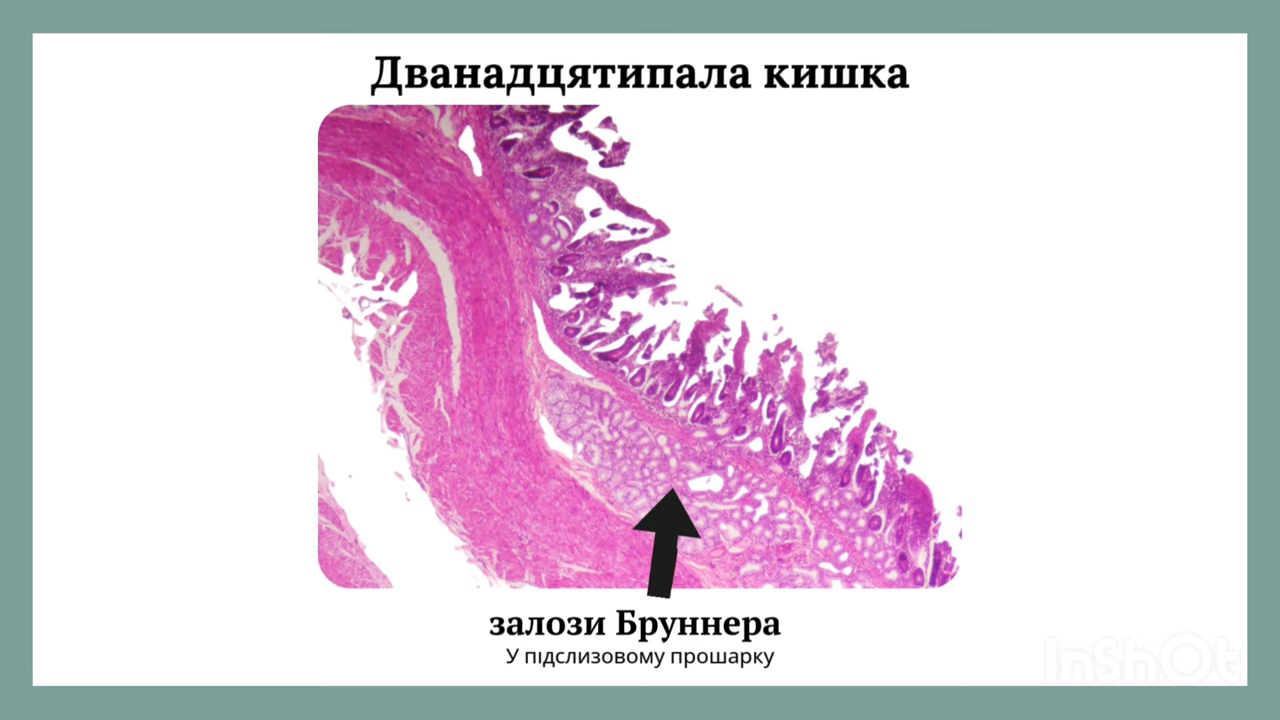 Дванадцятипала кишка
залози Бруннера
У підслизовому прошарку
InShOt